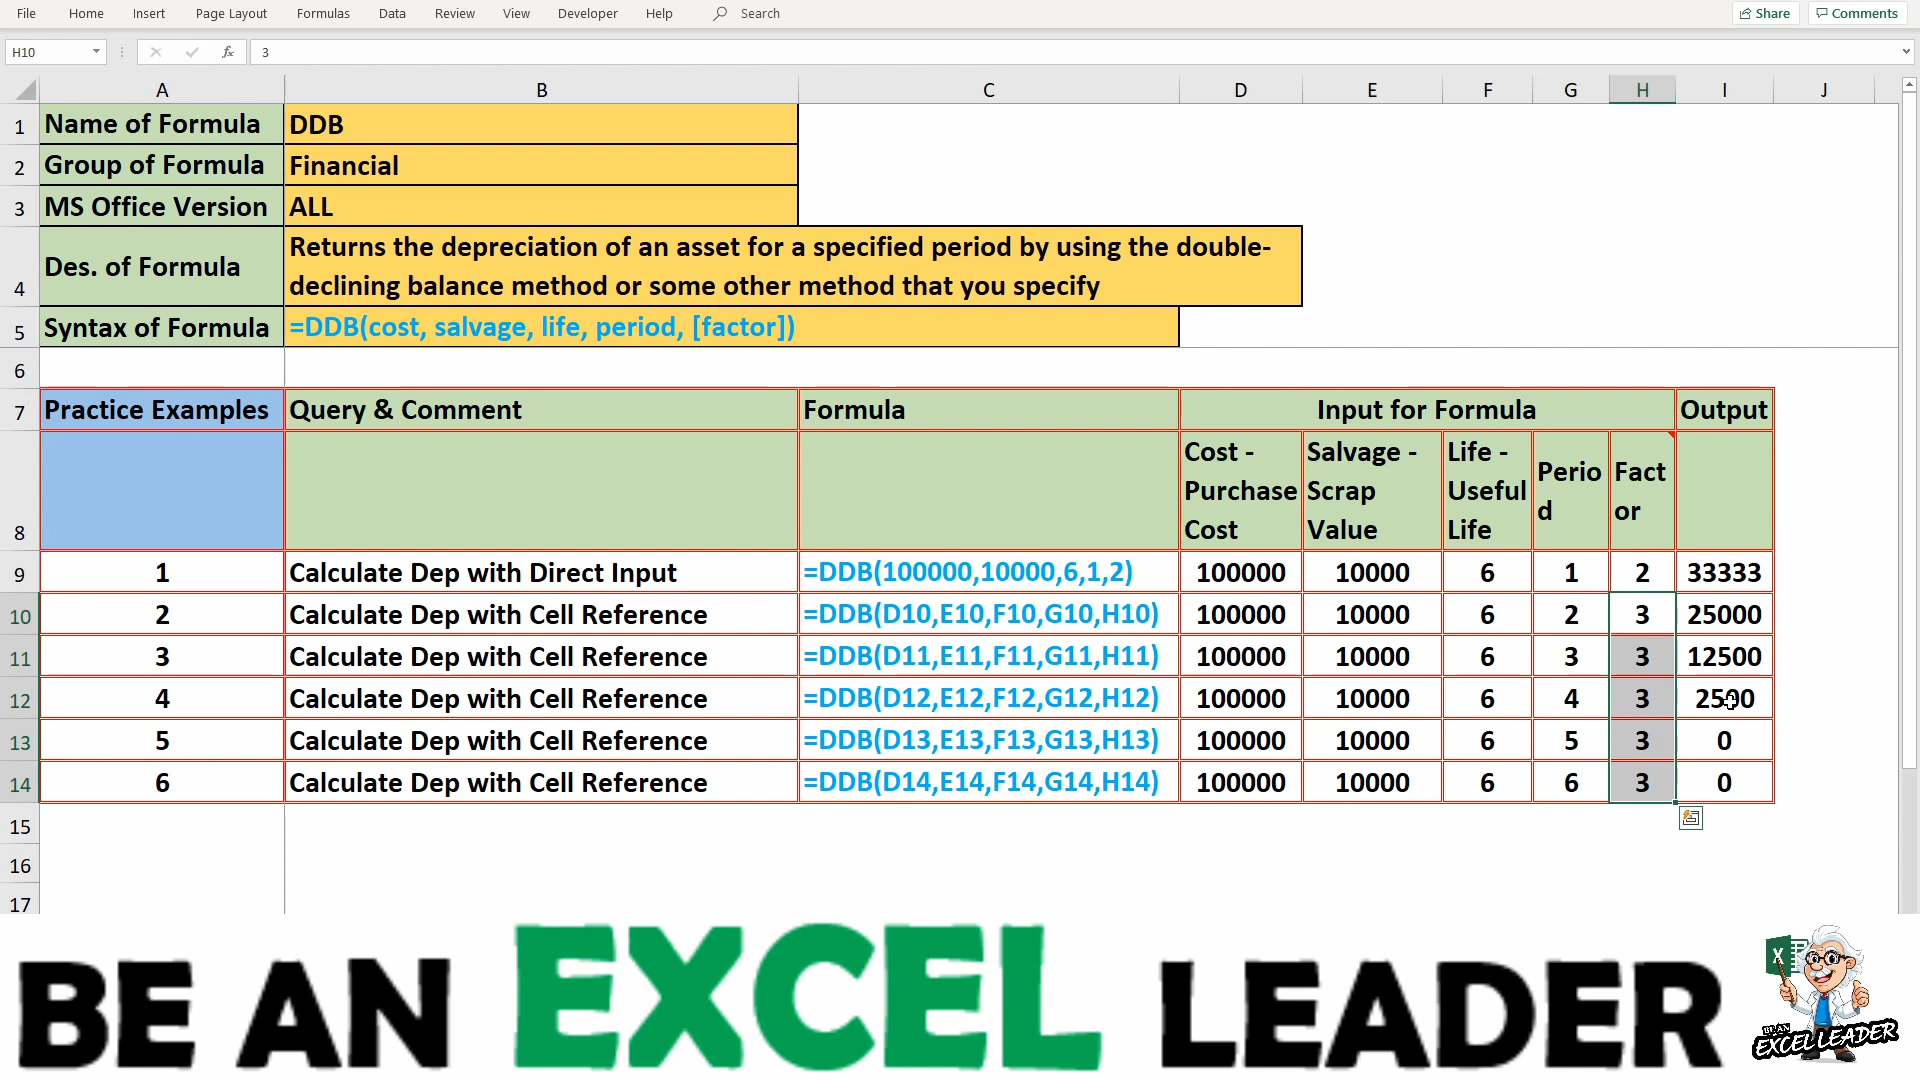 File Home Insert Page Layout Formulas Data Review View Developer Help Search Share Comments
H10 fx 3
A B C D E F G H I J
1 Name of Formula DDB
2 Group of Formula Financial
3 MS Office Version ALL
Returns the depreciation of an asset for a specified period by using the double-
4 Des. of Formula
declining balance method or some other method that you specify
5 Syntax of Formula =DDB(cost, salvage, life, period, [factor])
6
7 Practice Examples Query & Comment Formula Input for Formula Output
8
Cost -
Purchase
Cost
Salvage -
Scrap
Value
Life -
Useful
Life
Perio
d
Fact
or
9 1 Calculate Dep with Direct Input =DDB(100000,10000,6,1,2) 100000 10000 6 1 2 33333
10 2 Calculate Dep with Cell Reference =DDB(D10,E10,F10,G10,H10) 100000 10000 6 2 3 25000
11 3 Calculate Dep with Cell Reference =DDB(D11,E11,F11,G11,H11) 100000 10000 6 3 3 12500
12 4 Calculate Dep with Cell Reference =DDB(D12,E12,F12,G12,H12) 100000 10000 6 4 3 2500
13 5 Calculate Dep with Cell Reference =DDB(D13,E13,F13,G13,H13) 100000 10000 6 5 3 0
14 6 Calculate Dep with Cell Reference =DDB(D14,E14,F14,G14,H14) 100000 10000 6 6 3 0
15
16
17
BE AN EXCEL LEADER
X
BE AN
EXCEL LEADER